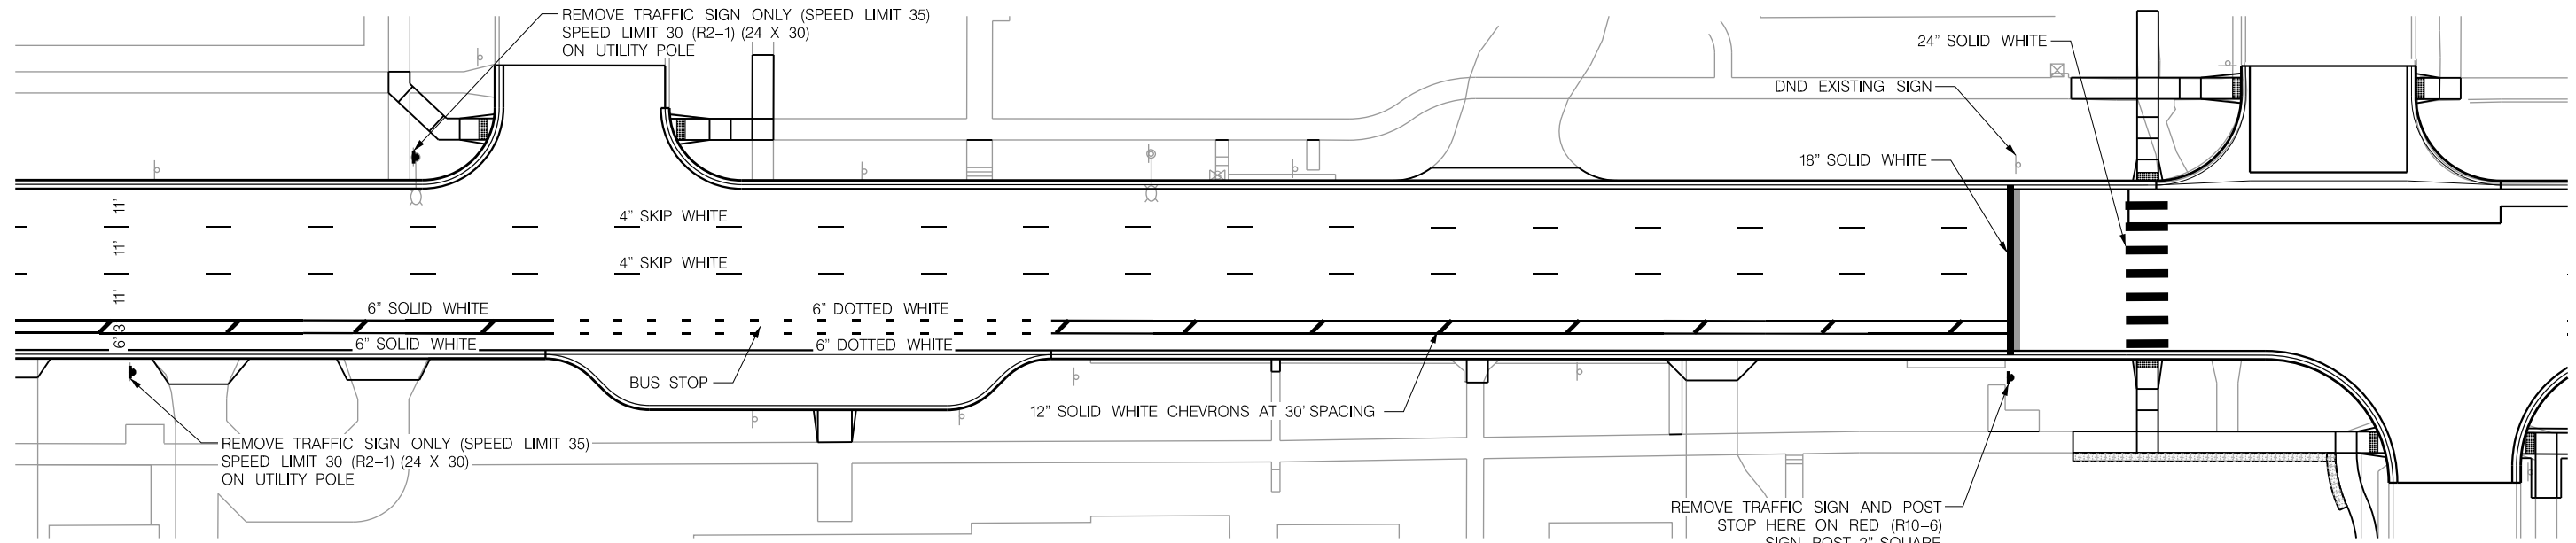 REMOVE TRAFFIC SIGN ONLY (SPEED LIMIT 35)
SPEED LIMIT 30 (R2-1) (24 X 30)
ON UTILITY POLE
24" SOLID WHITE
DND EXISTING SIGN
18" SOLID WHITE
11'
11'
11'
3'
6'
4" SKIP WHITE
4" SKIP WHITE
6" SOLID WHITE
6" DOTTED WHITE
6" SOLID WHITE
6" DOTTED WHITE
BUS STOP
12" SOLID WHITE CHEVRONS AT 30' SPACING
REMOVE TRAFFIC SIGN ONLY (SPEED LIMIT 35)
SPEED LIMIT 30 (R2-1) (24 X 30)
ON UTILITY POLE
REMOVE TRAFFIC SIGN AND POST
STOP HERE ON RED (R10-6)
SIGN POST 2" SQUARE